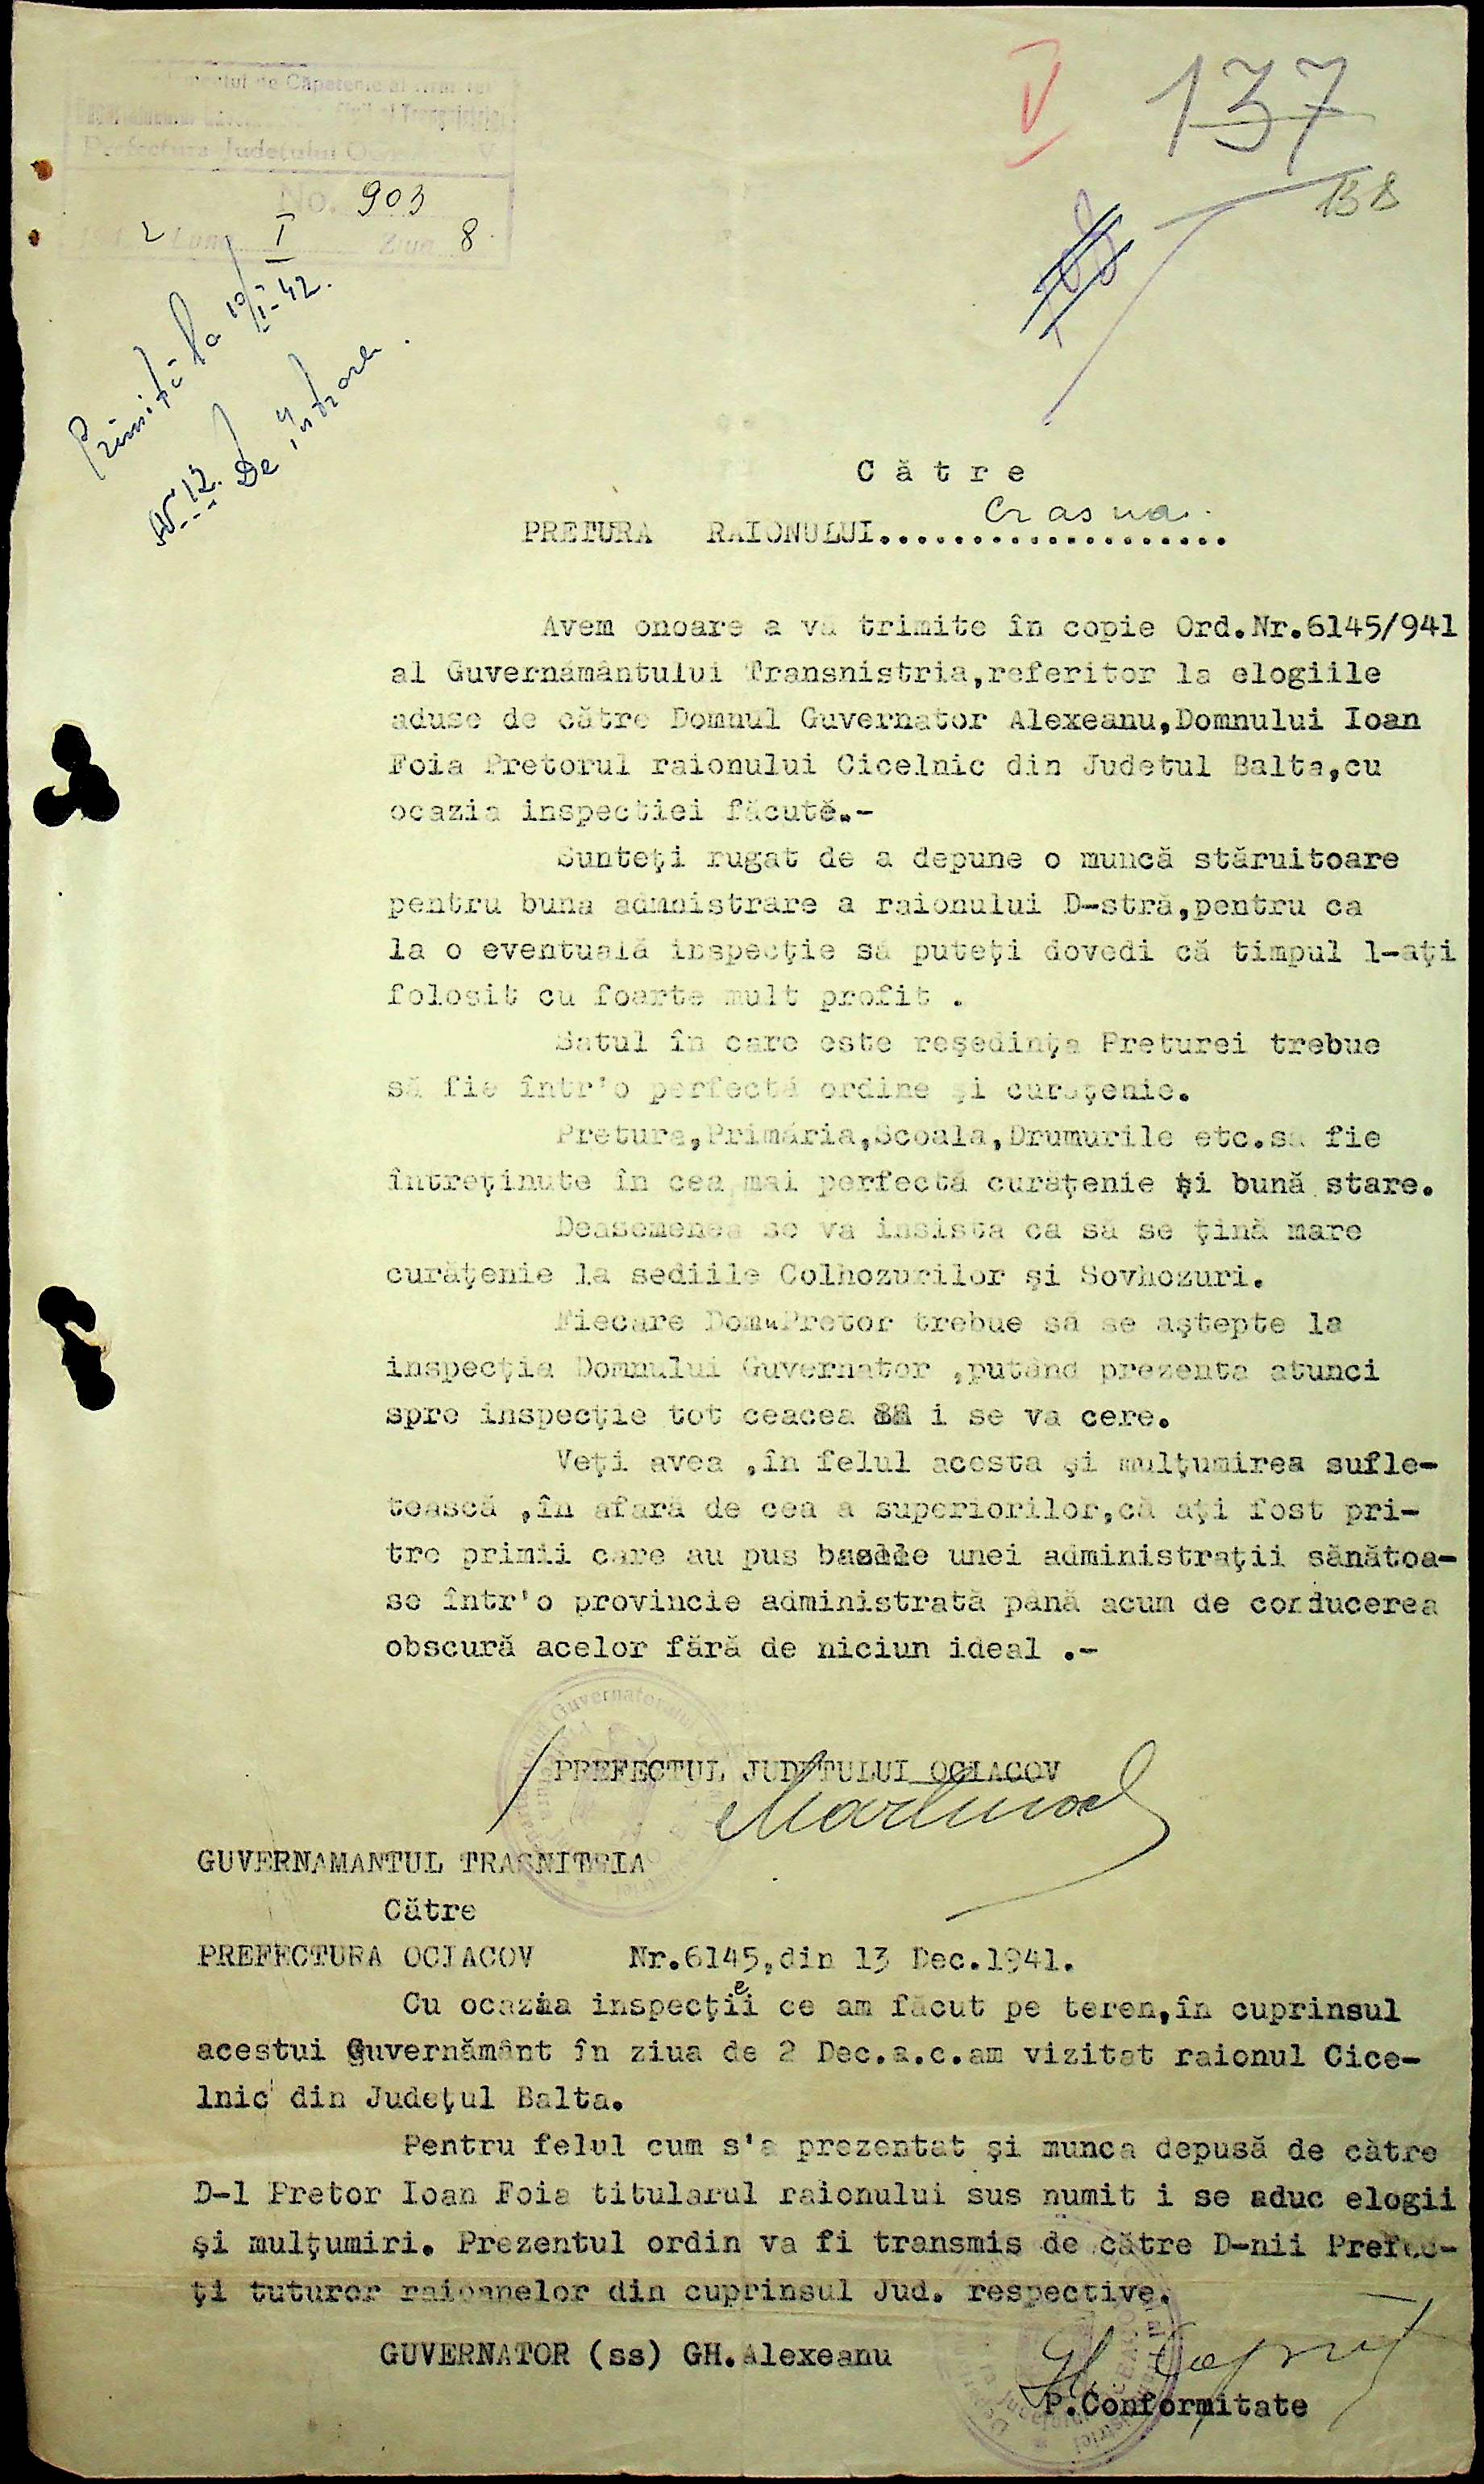 V
137
138
de Căpetenie al
Prefectura Judeţului
No. 903
2 Luna I Ziua 8
Primită la 10/I-42.
Nr 12. De intrare.
Către
PRETURA RAIONULUI...................
Crasna.
Avem onoare a vă trimite în copie Ord.Nr.6145/941
al Guvernământului Transnistria,referitor la elogiile
aduse de către Domnul Guvernator Alexeanu,Domnului Ioan
Foia Pretorul raionului Cicelnic din Judetul Balta,cu
ocazia inspectiei făcute.-
Sunteţi rugat de a depune o muncă stăruitoare
pentru buna admnistrare a raionului D-stră,pentru ca
la o eventuală inspecţie să puteţi dovedi că timpul l-aţi
folosit cu foarte mult profit .
Satul în care este reşedinţa Preturei trebue
să fie într'o perfectă ordine şi curăţenie.
Pretura,Primăria,Scoala,Drumurile etc.să fie
întreţinute în cea mai perfectă curăţenie şi bună stare.
Deasemenea se va insista ca să se ţină mare
curăţenie la sediile Colhozurilor şi Sovhozuri.
Fiecare Domn Pretor trebue să se aştepte la
inspecţia Domnului Guvernator ,putând prezenta atunci
spre inspecţie tot ceacea i se va cere.
Veţi avea ,în felul acesta şi mulţumirea sufle-
tească ,în afară de cea a superiorilor,că aţi fost pri-
tre primii care au pus bazele unei administraţii sănătoa-
se într'o provincie administrată până acum de conducerea
obscură acelor fără de niciun ideal .-
PREFECTUL JUDETULUI OCIACOV
GUVERNAMANTUL TRASNITRIA
Către
PREFECTURA OCIACOV Nr.6145,din 13 Dec.1941.
Cu ocazia inspecţiei ce am făcut pe teren,în cuprinsul
acestui Guvernământ în ziua de 2 Dec.a.c.am vizitat raionul Cice-
lnic din Judeţul Balta.
Pentru felul cum s'a prezentat şi munca depusă de către
D-l Pretor Ioan Foia titularul raionului sus numit i se aduc elogii
şi mulţumiri. Prezentul ordin va fi transmis de către D-nii Prefec-
ţi tuturor raioanelor din cuprinsul Jud. respective.
GUVERNATOR (ss) GH.Alexeanu
P.Conformitate